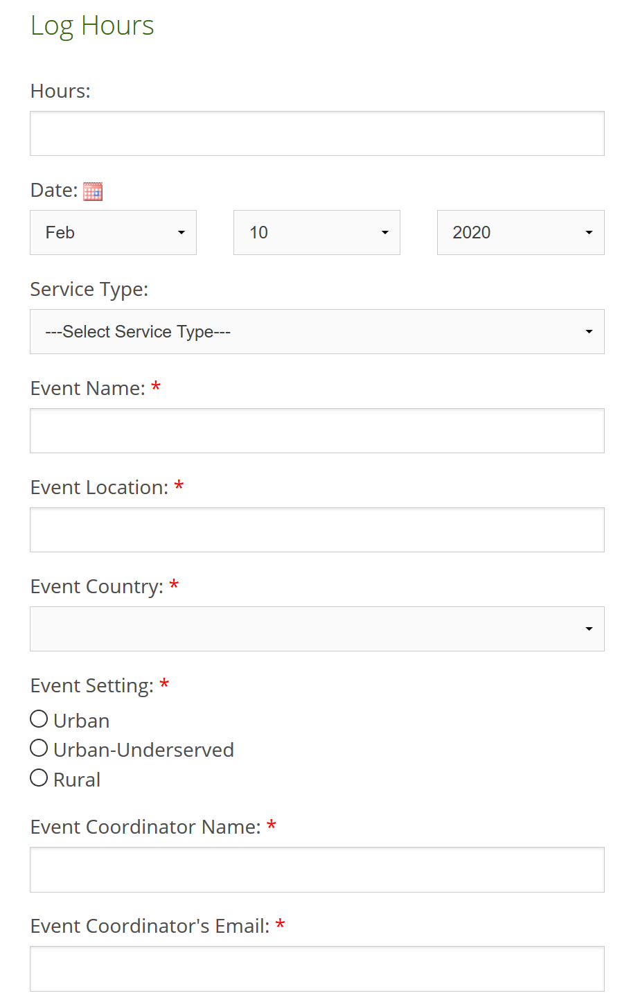 Log Hours
Hours:
Date:
Feb 10 2020
Service Type:
---Select Service Type---
Event Name: *
Event Location: *
Event Country: *
Event Setting: *
Urban
Urban-Underserved
Rural
Event Coordinator Name: *
Event Coordinator's Email: *